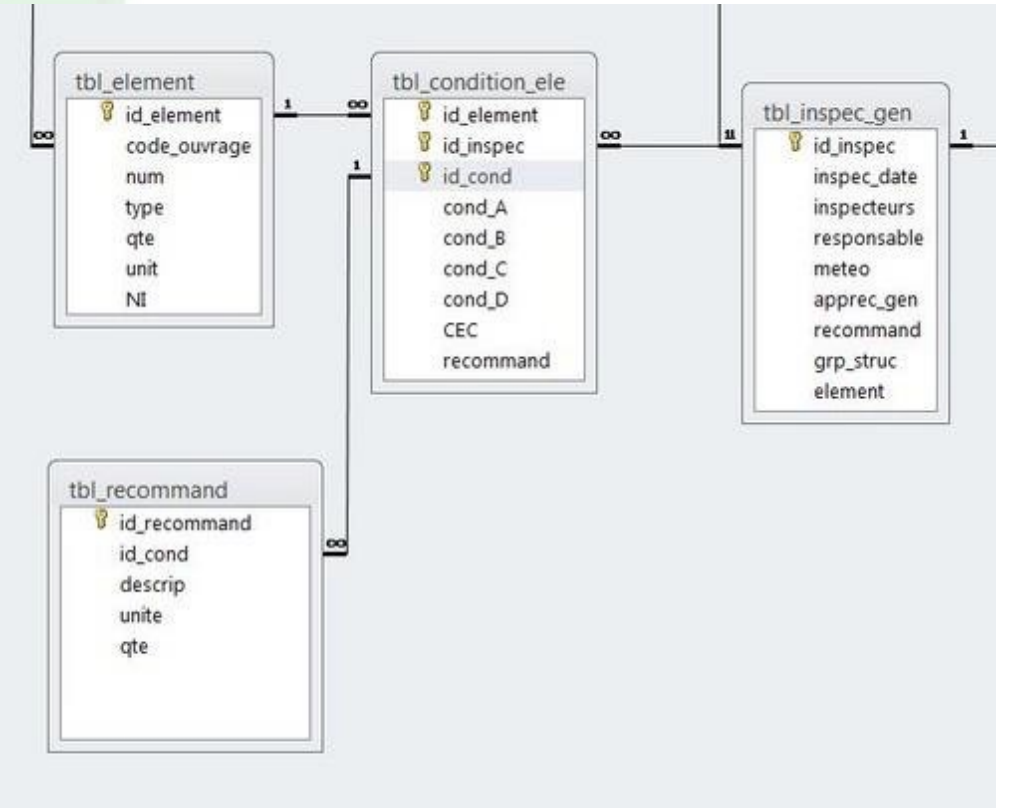 tbl_element
id_element
code_ouvrage
num
type
qte
unit
NI
1
∞
∞
tbl_condition_ele
id_element
id_inspec
id_cond
cond_A
cond_B
cond_C
cond_D
CEC
recommand
1
∞
tbl_inspec_gen
id_inspec
inspec_date
inspecteurs
responsable
meteo
apprec_gen
recommand
grp_struc
element
11
1
tbl_recommand
id_recommand
id_cond
descrip
unite
qte
∞